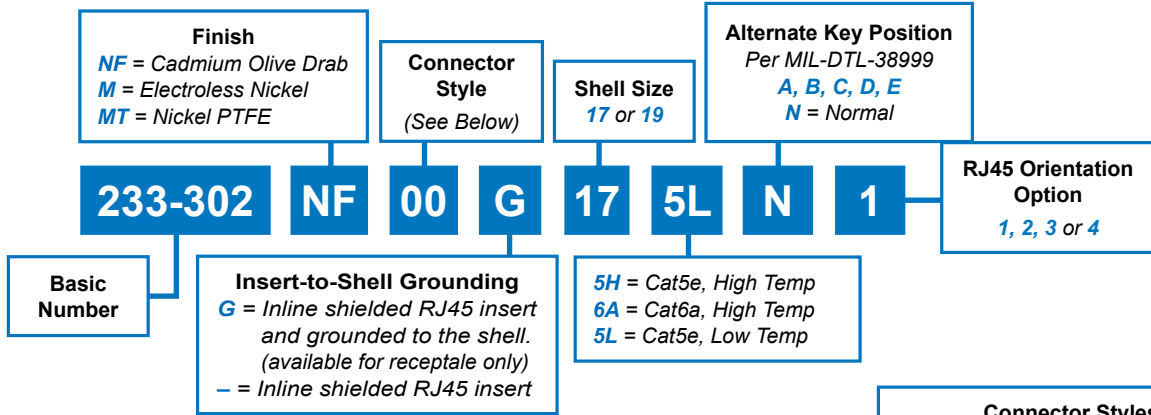 Finish
NF = Cadmium Olive Drab
M = Electroless Nickel
MT = Nickel PTFE
Connector
Style
(See Below)
Shell Size
17 or 19
Alternate Key Position
Per MIL-DTL-38999
A, B, C, D, E
N = Normal
233-302 NF 00 G 17 5L N 1
RJ45 Orientation
Option
1, 2, 3 or 4
Basic
Number
Insert-to-Shell Grounding
G = Inline shielded RJ45 insert
and grounded to the shell.
(available for receptale only)
– = Inline shielded RJ45 insert
5H = Cat5e, High Temp
6A = Cat6a, High Temp
5L = Cat5e, Low Temp
Connector Styles